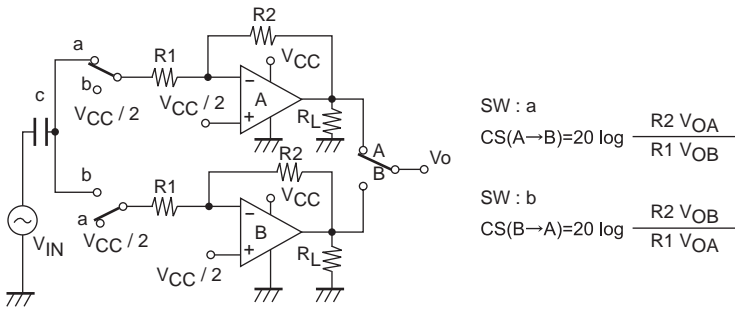 R2
a
R1
VCC
b
c
VCC / 2
VCC / 2
− A
+
RL
A
B
Vo
R2
b
R1
VCC
a
VCC / 2
− B
+
VIN
VCC / 2
RL
SW : a
CS(A→B)=20 log R2 VOA / R1 VOB
SW : b
CS(B→A)=20 log R2 VOB / R1 VOA